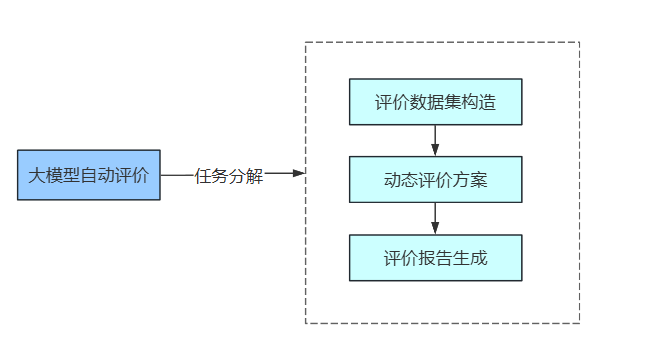 大模型自动评价
任务分解
评价数据集构造
动态评价方案
评价报告生成